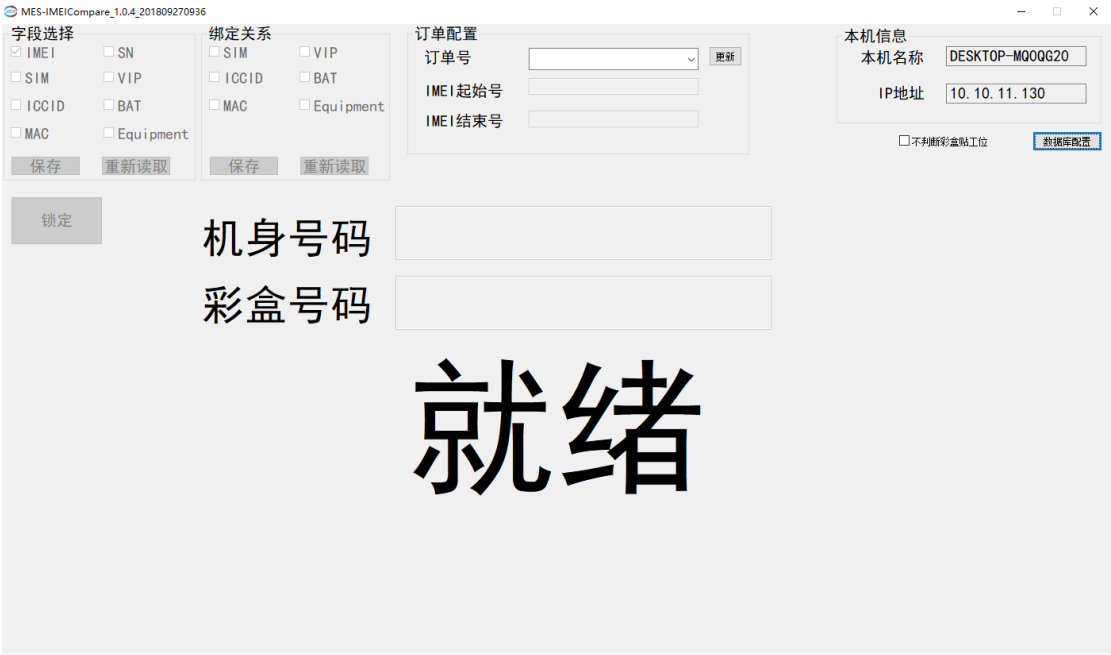 MES-IMEICompare_1.0.4_201809270936
字段选择
IMEI SN
SIM VIP
ICCID BAT
MAC Equipment
保存 重新读取
绑定关系
SIM VIP
ICCID BAT
MAC Equipment
保存 重新读取
订单配置
订单号 更新
IMEI起始号
IMEI结束号
本机信息
本机名称 DESKTOP-MQ0QG20
IP地址 10.10.11.130
不判断彩盒贴工位 数据库配置
锁定
机身号码
彩盒号码
就绪